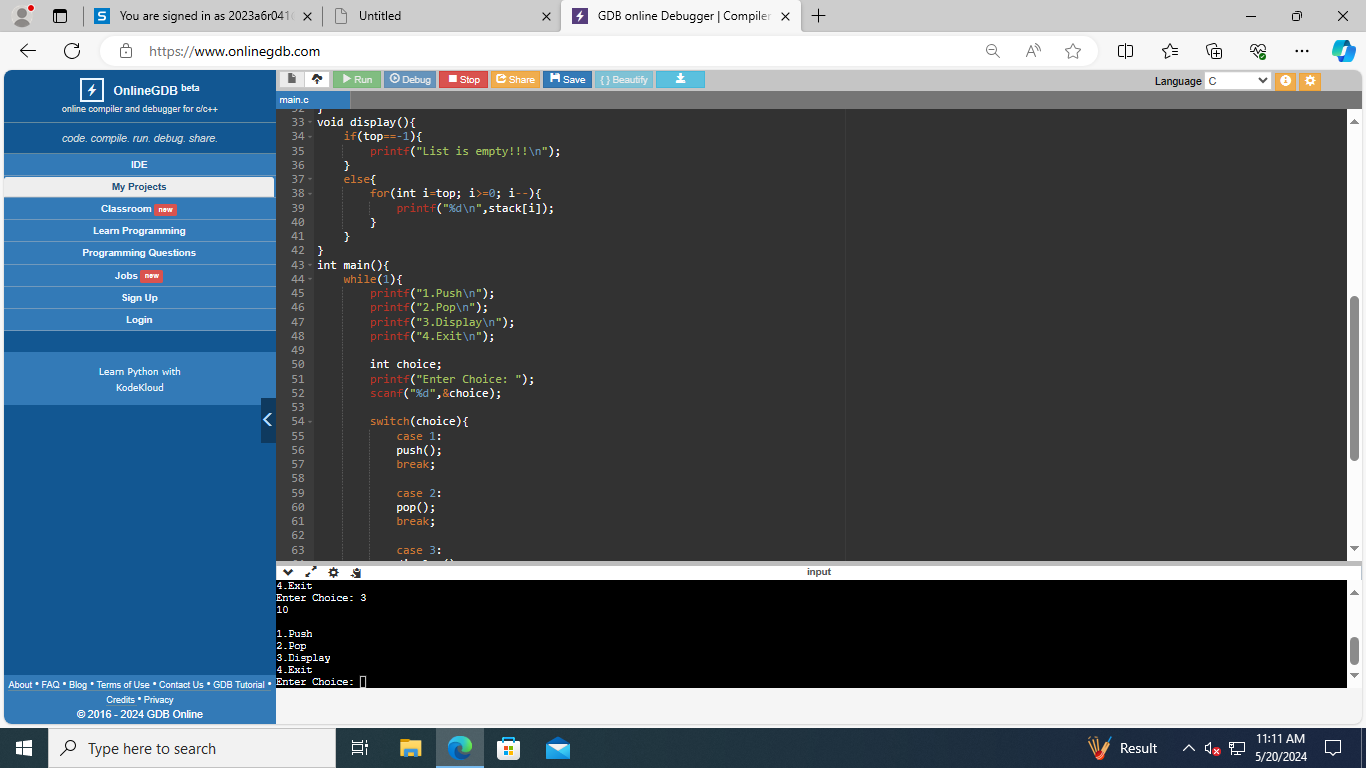 You are signed in as 2023a6r041
Untitled
GDB online Debugger | Compiler
https://www.onlinegdb.com
OnlineGDB beta
online compiler and debugger for c/c++
code. compile. run. debug. share.
IDE
My Projects
Classroom new
Learn Programming
Programming Questions
Jobs new
Sign Up
Login
Learn Python with
KodeKloud
About • FAQ • Blog • Terms of Use • Contact Us • GDB Tutorial •
Credits • Privacy
© 2016 - 2024 GDB Online
Run Debug Stop Share Save { } Beautify
Language C
main.c
32 }
33 void display(){
34 if(top==-1){
35 printf("List is empty!!!\n");
36 }
37 else{
38 for(int i=top; i>=0; i--){
39 printf("%d\n",stack[i]);
40 }
41 }
42 }
43 int main(){
44 while(1){
45 printf("1.Push\n");
46 printf("2.Pop\n");
47 printf("3.Display\n");
48 printf("4.Exit\n");
49
50 int choice;
51 printf("Enter Choice: ");
52 scanf("%d",&choice);
53
54 switch(choice){
55 case 1:
56 push();
57 break;
58
59 case 2:
60 pop();
61 break;
62
63 case 3:
input
4.Exit
Enter Choice: 3
10
1.Push
2.Pop
3.Display
4.Exit
Enter Choice:
Type here to search
Result
11:11 AM
5/20/2024